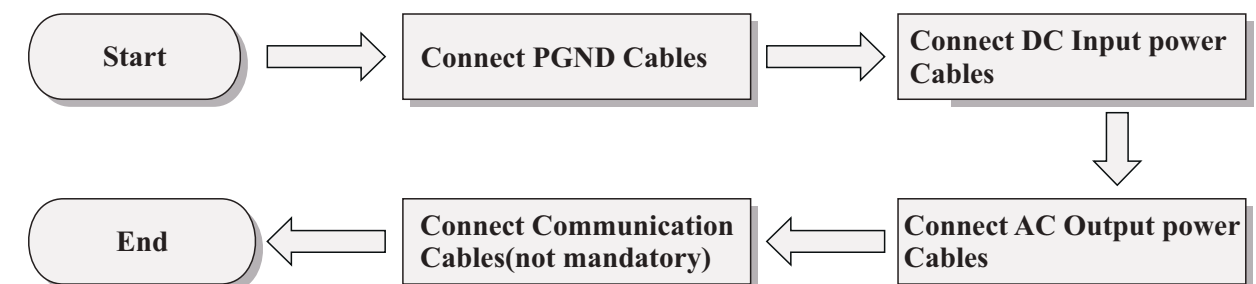 Start
Connect PGND Cables
Connect DC Input power
Cables
Connect AC Output power
Cables
Connect Communication
Cables(not mandatory)
End